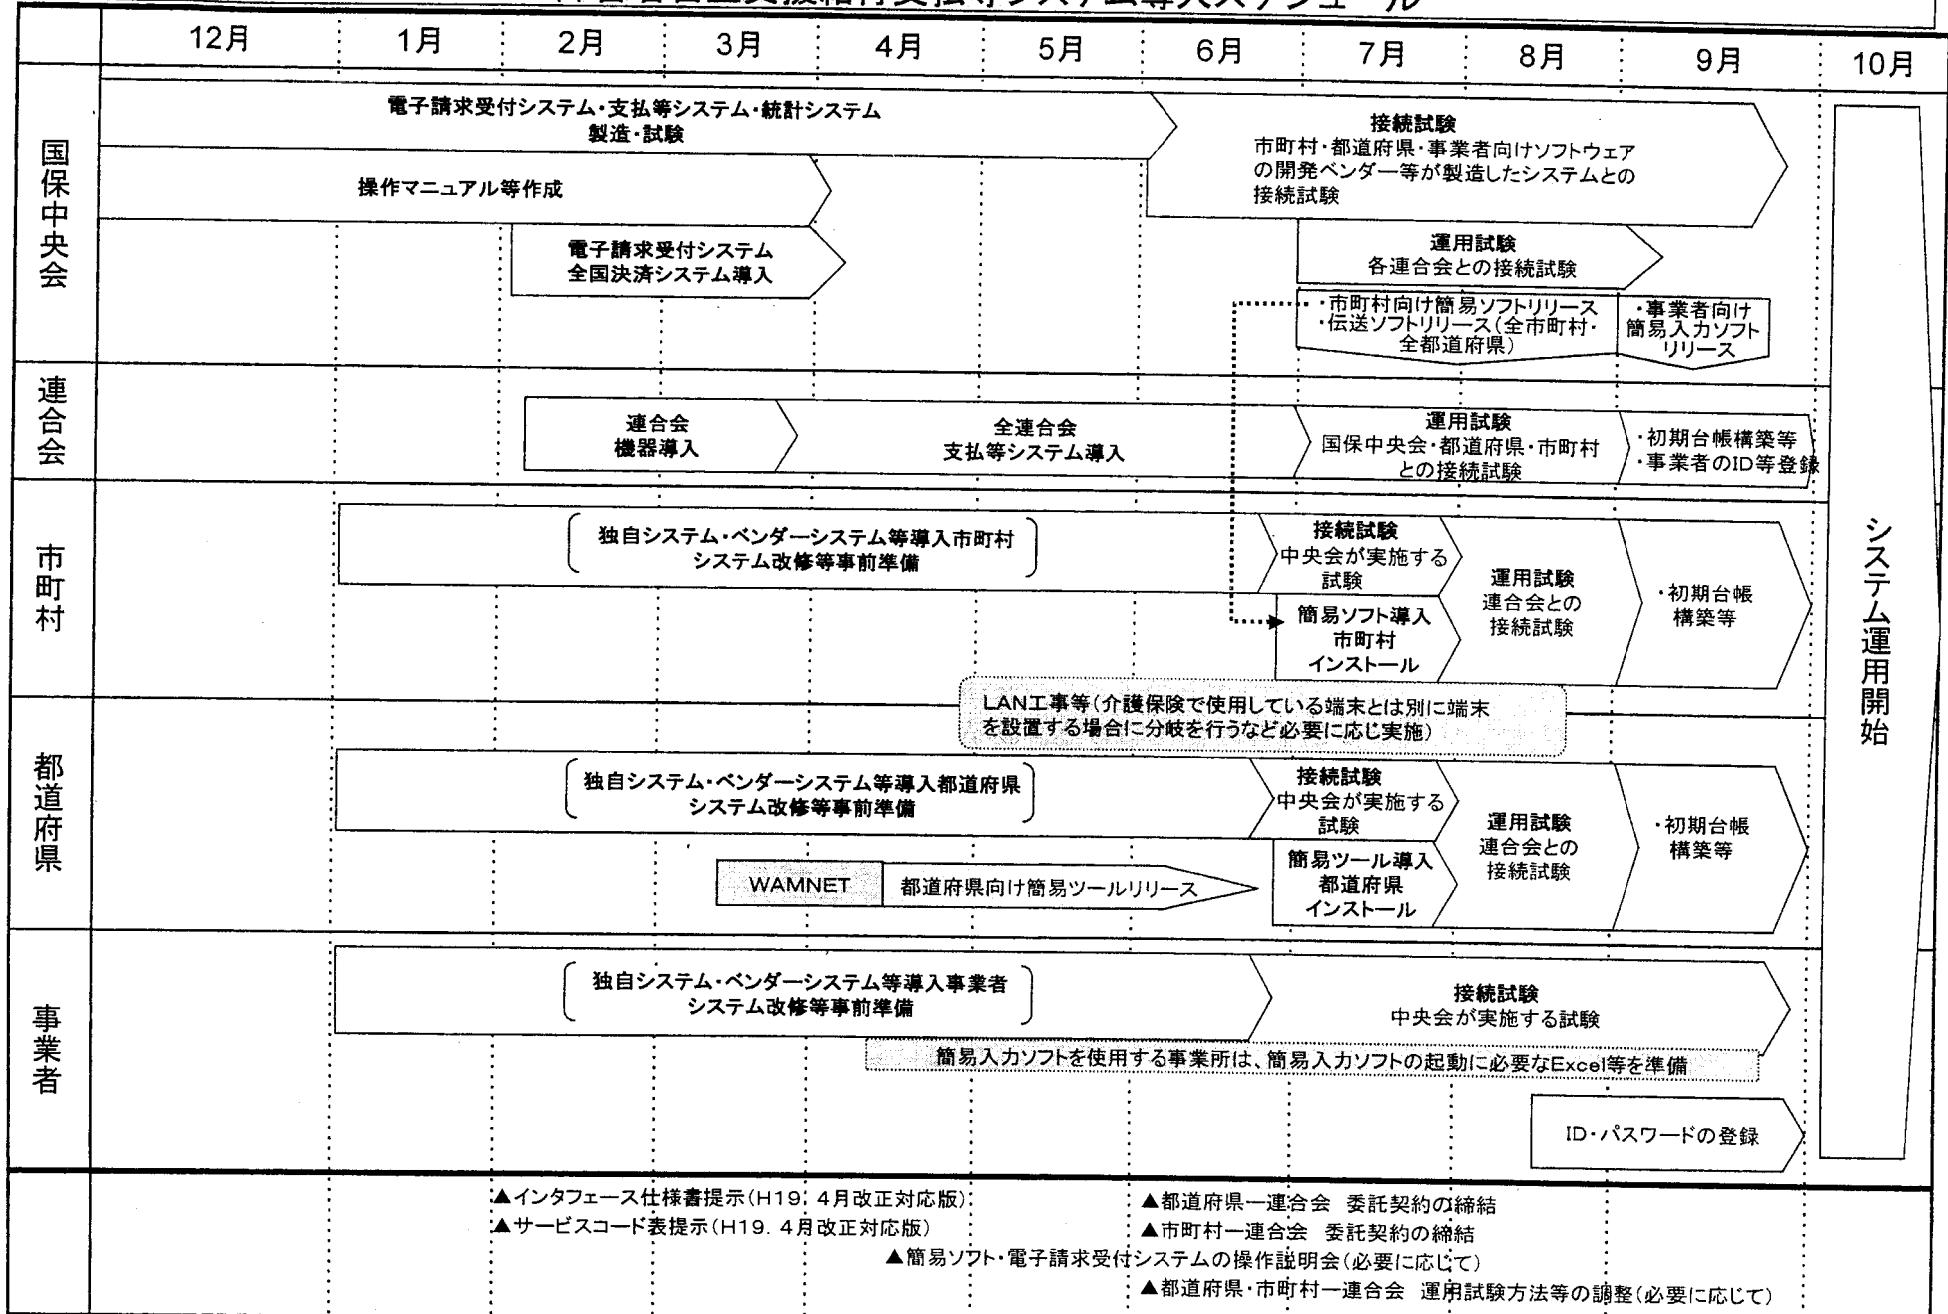 12月
1月
2月
3月
4月
5月
6月
7月
8月
9月
10月
国保中央会
電子請求受付システム・支払等システム・統計システム
製造・試験
接続試験
市町村・都道府県・事業者向けソフトウェア
の開発ベンダー等が製造したシステムとの
接続試験
操作マニュアル等作成
電子請求受付システム
全国決済システム導入
運用試験
各連合会との接続試験
・市町村向け簡易ソフトリリース
・伝送ソフトリリース(全市町村・
全都道府県)
・事業者向け
簡易入力ソフト
リリース
連合会
連合会
機器導入
全連合会
支払等システム導入
運用試験
国保中央会・都道府県・市町村
との接続試験
・初期台帳構築等
・事業者のID等登録
市町村
独自システム・ベンダーシステム等導入市町村
システム改修等事前準備
接続試験
中央会が実施する
試験
簡易ソフト導入
市町村
インストール
運用試験
連合会との
接続試験
・初期台帳
構築等
LAN工事等(介護保険で使用している端末とは別に端末
を設置する場合に分岐を行うなど必要に応じ実施)
都道府県
独自システム・ベンダーシステム等導入都道府県
システム改修等事前準備
接続試験
中央会が実施する
試験
WAMNET
都道府県向け簡易ツールリリース
簡易ツール導入
都道府県
インストール
運用試験
連合会との
接続試験
・初期台帳
構築等
事業者
独自システム・ベンダーシステム等導入事業者
システム改修等事前準備
接続試験
中央会が実施する試験
簡易入力ソフトを使用する事業所は、簡易入力ソフトの起動に必要なExcel等を準備
ID・パスワードの登録
システム運用開始
▲インタフェース仕様書提示(H19.4月改正対応版)
▲サービスコード表提示(H19.4月改正対応版)
▲都道府県ー連合会 委託契約の締結
▲市町村ー連合会 委託契約の締結
▲簡易ソフト・電子請求受付システムの操作説明会(必要に応じて)
▲都道府県・市町村ー連合会 運用試験方法等の調整(必要に応じて)